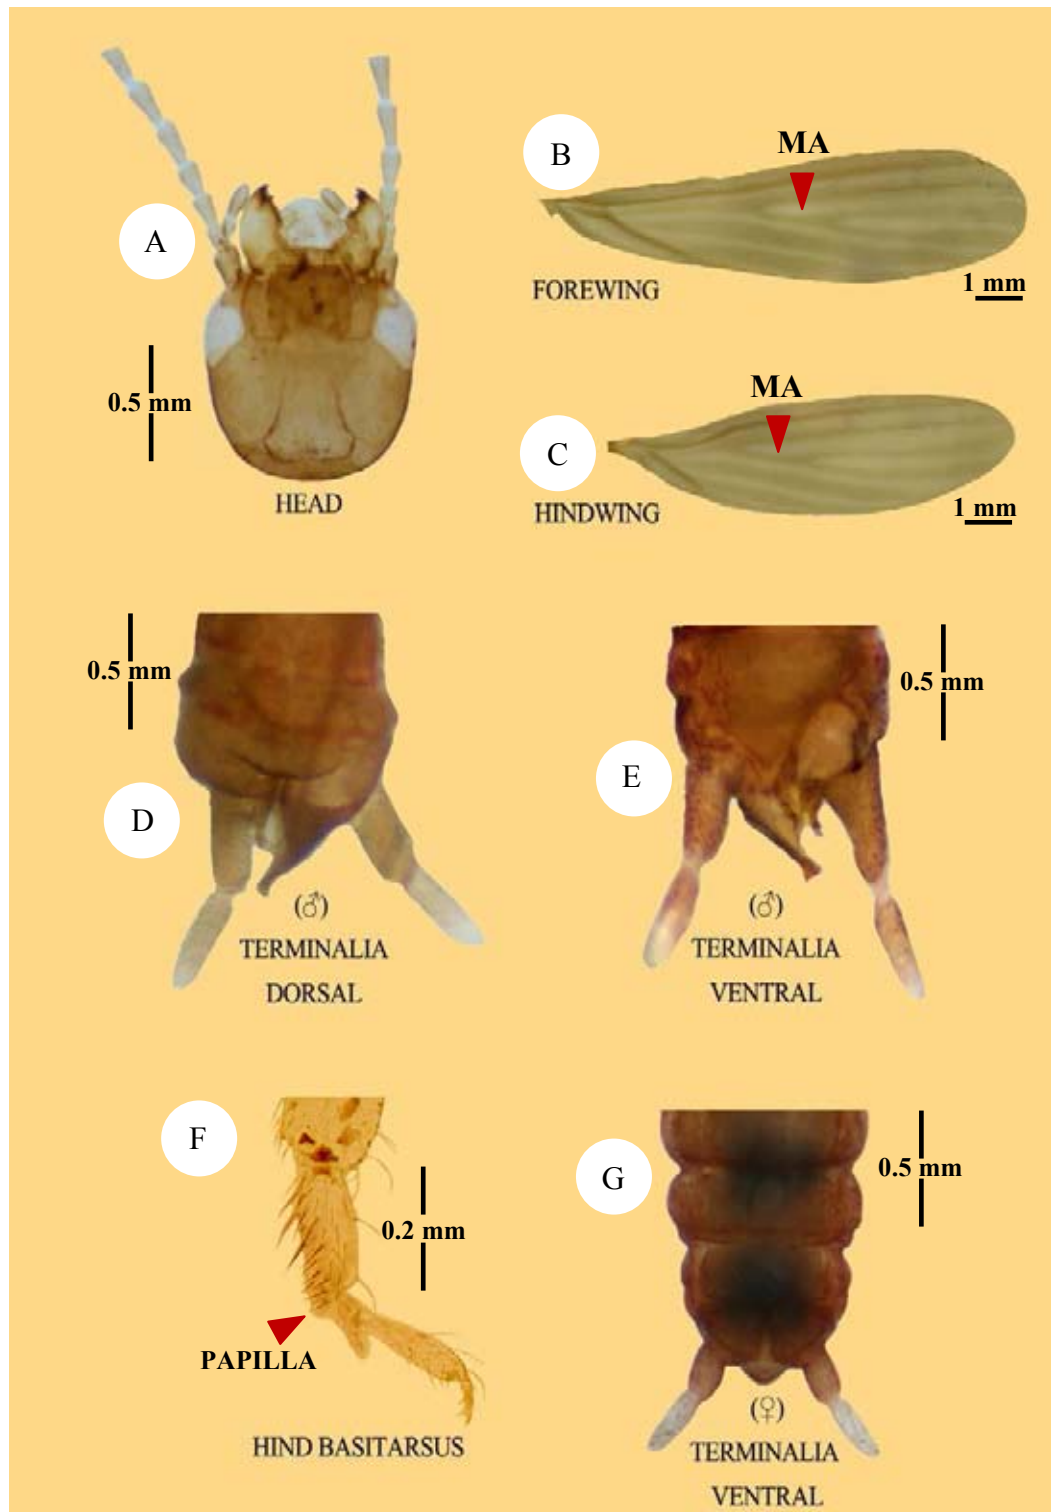 A
0.5 mm
HEAD
B
MA
FOREWING
1 mm
MA
C
HINDWING
1 mm
0.5 mm
D
(♂)
TERMINALIA
DORSAL
0.5 mm
E
(♂)
TERMINALIA
VENTRAL
F
0.2 mm
PAPILLA
HIND BASITARSUS
G
0.5 mm
(♀)
TERMINALIA
VENTRAL